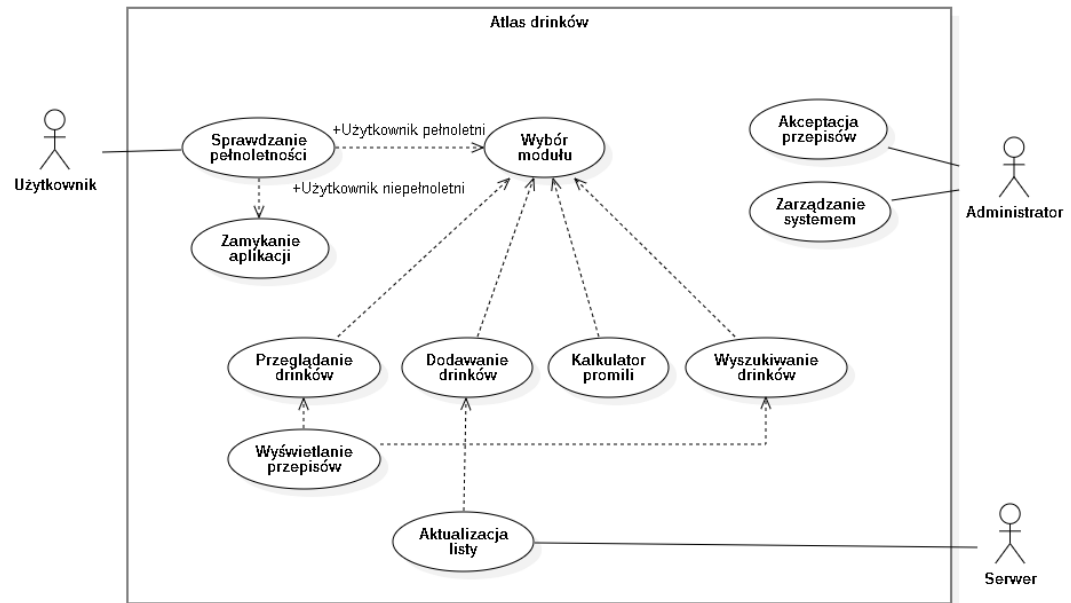 Atlas drinków
Akceptacja
przepisów
+Użytkownik pełnoletni
Sprawdzanie
pełnoletności
Wybór
modułu
Użytkownik
+Użytkownik niepełnoletni
Zarządzanie
systemem
Administrator
Zamykanie
aplikacji
Przeglądanie
drinków
Dodawanie
drinków
Kalkulator
promili
Wyszukiwanie
drinków
Wyświetlanie
przepisów
Aktualizacja
listy
Serwer